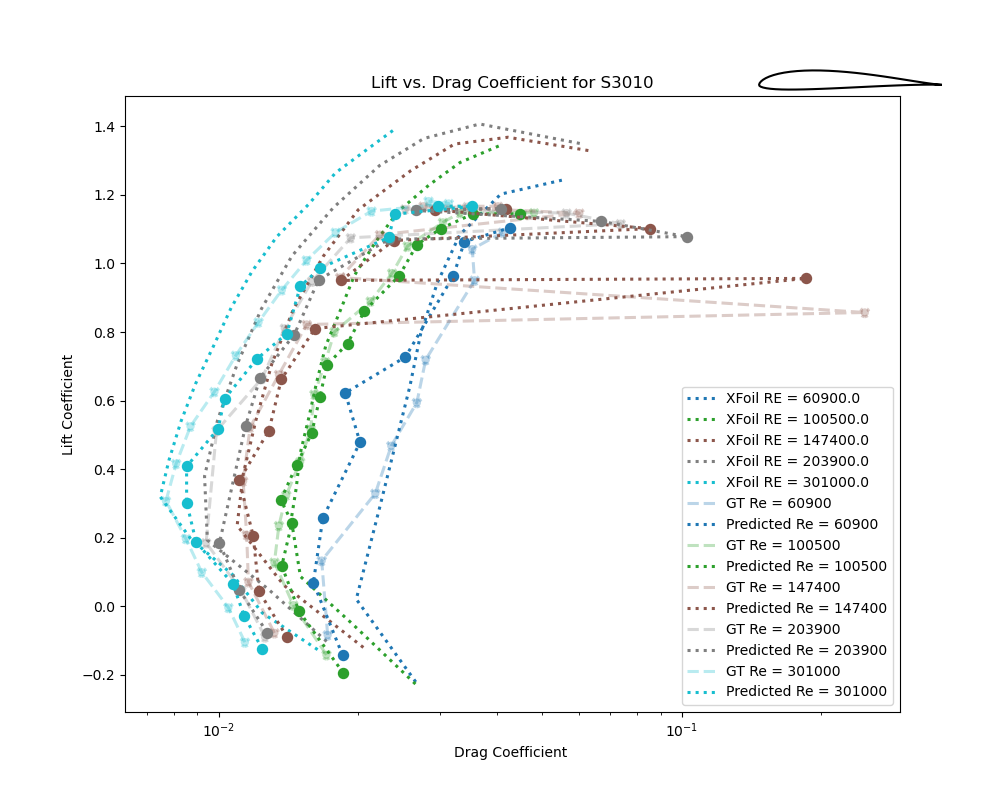 Lift vs. Drag Coefficient for S3010
1.4
1.2
1.0
0.8
0.6
0.4
0.2
0.0
−0.2
Lift Coefficient
10⁻²
10⁻¹
Drag Coefficient
XFoil RE = 60900.0
XFoil RE = 100500.0
XFoil RE = 147400.0
XFoil RE = 203900.0
XFoil RE = 301000.0
GT Re = 60900
Predicted Re = 60900
GT Re = 100500
Predicted Re = 100500
GT Re = 147400
Predicted Re = 147400
GT Re = 203900
Predicted Re = 203900
GT Re = 301000
Predicted Re = 301000